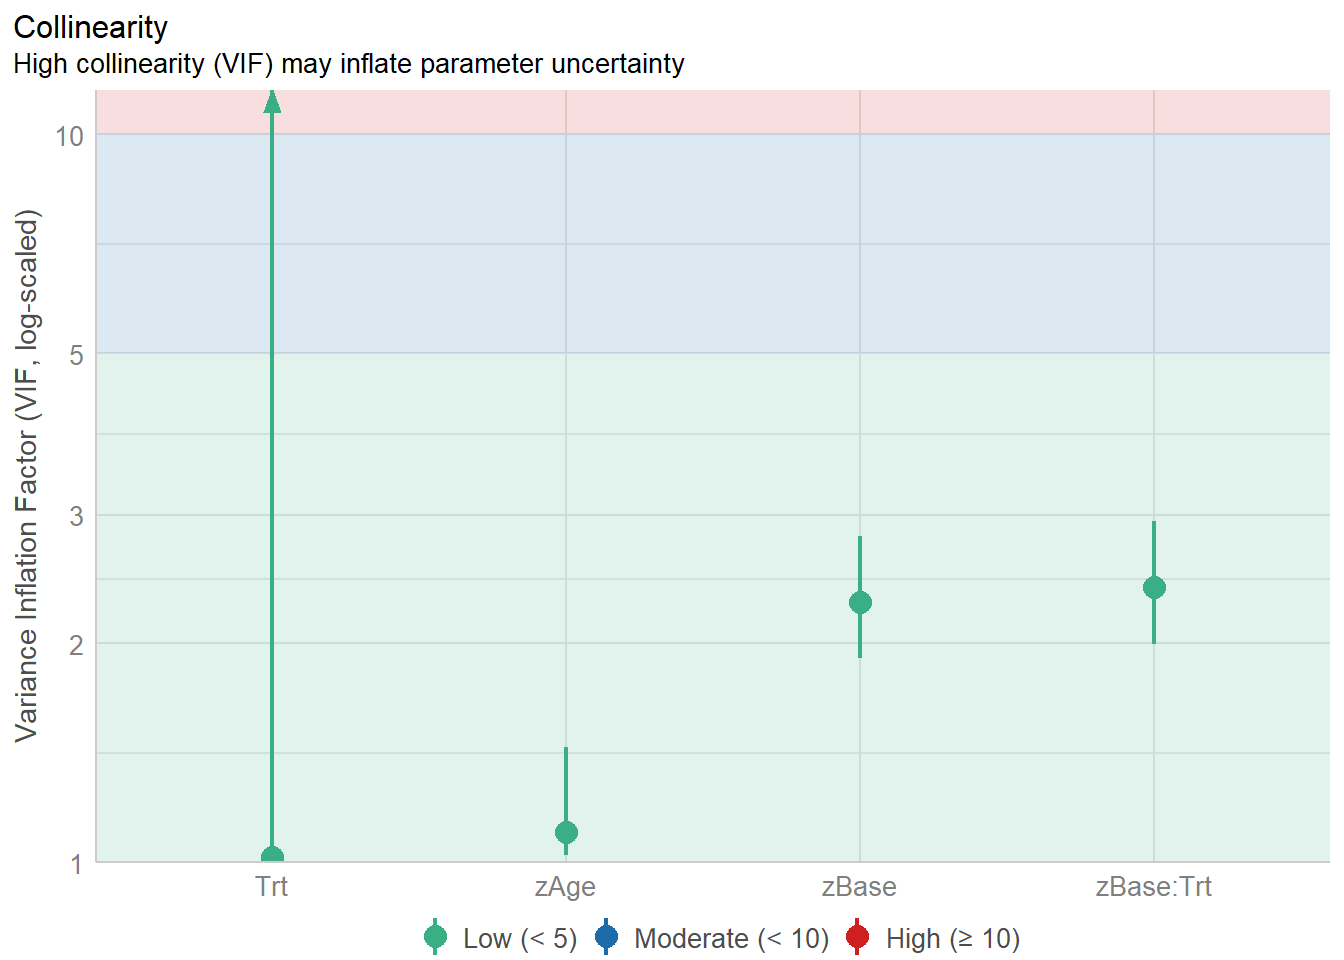 Collinearity
High collinearity (VIF) may inflate parameter uncertainty
Variance Inflation Factor (VIF, log-scaled)
10
5
3
2
1
Trt zAge zBase zBase:Trt
Low (< 5) Moderate (< 10) High (≥ 10)